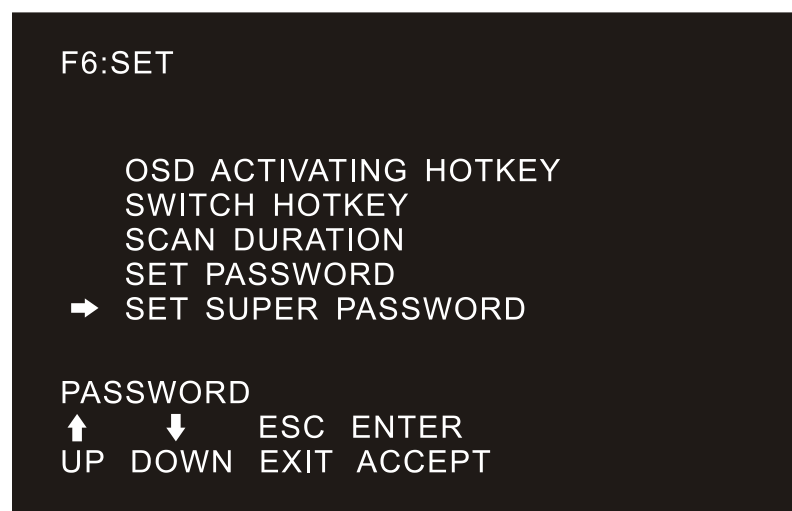 F6:SET
OSD ACTIVATING HOTKEY
SWITCH HOTKEY
SCAN DURATION
SET PASSWORD
➡ SET SUPER PASSWORD
PASSWORD
⬆ ⬇ ESC ENTER
UP DOWN EXIT ACCEPT